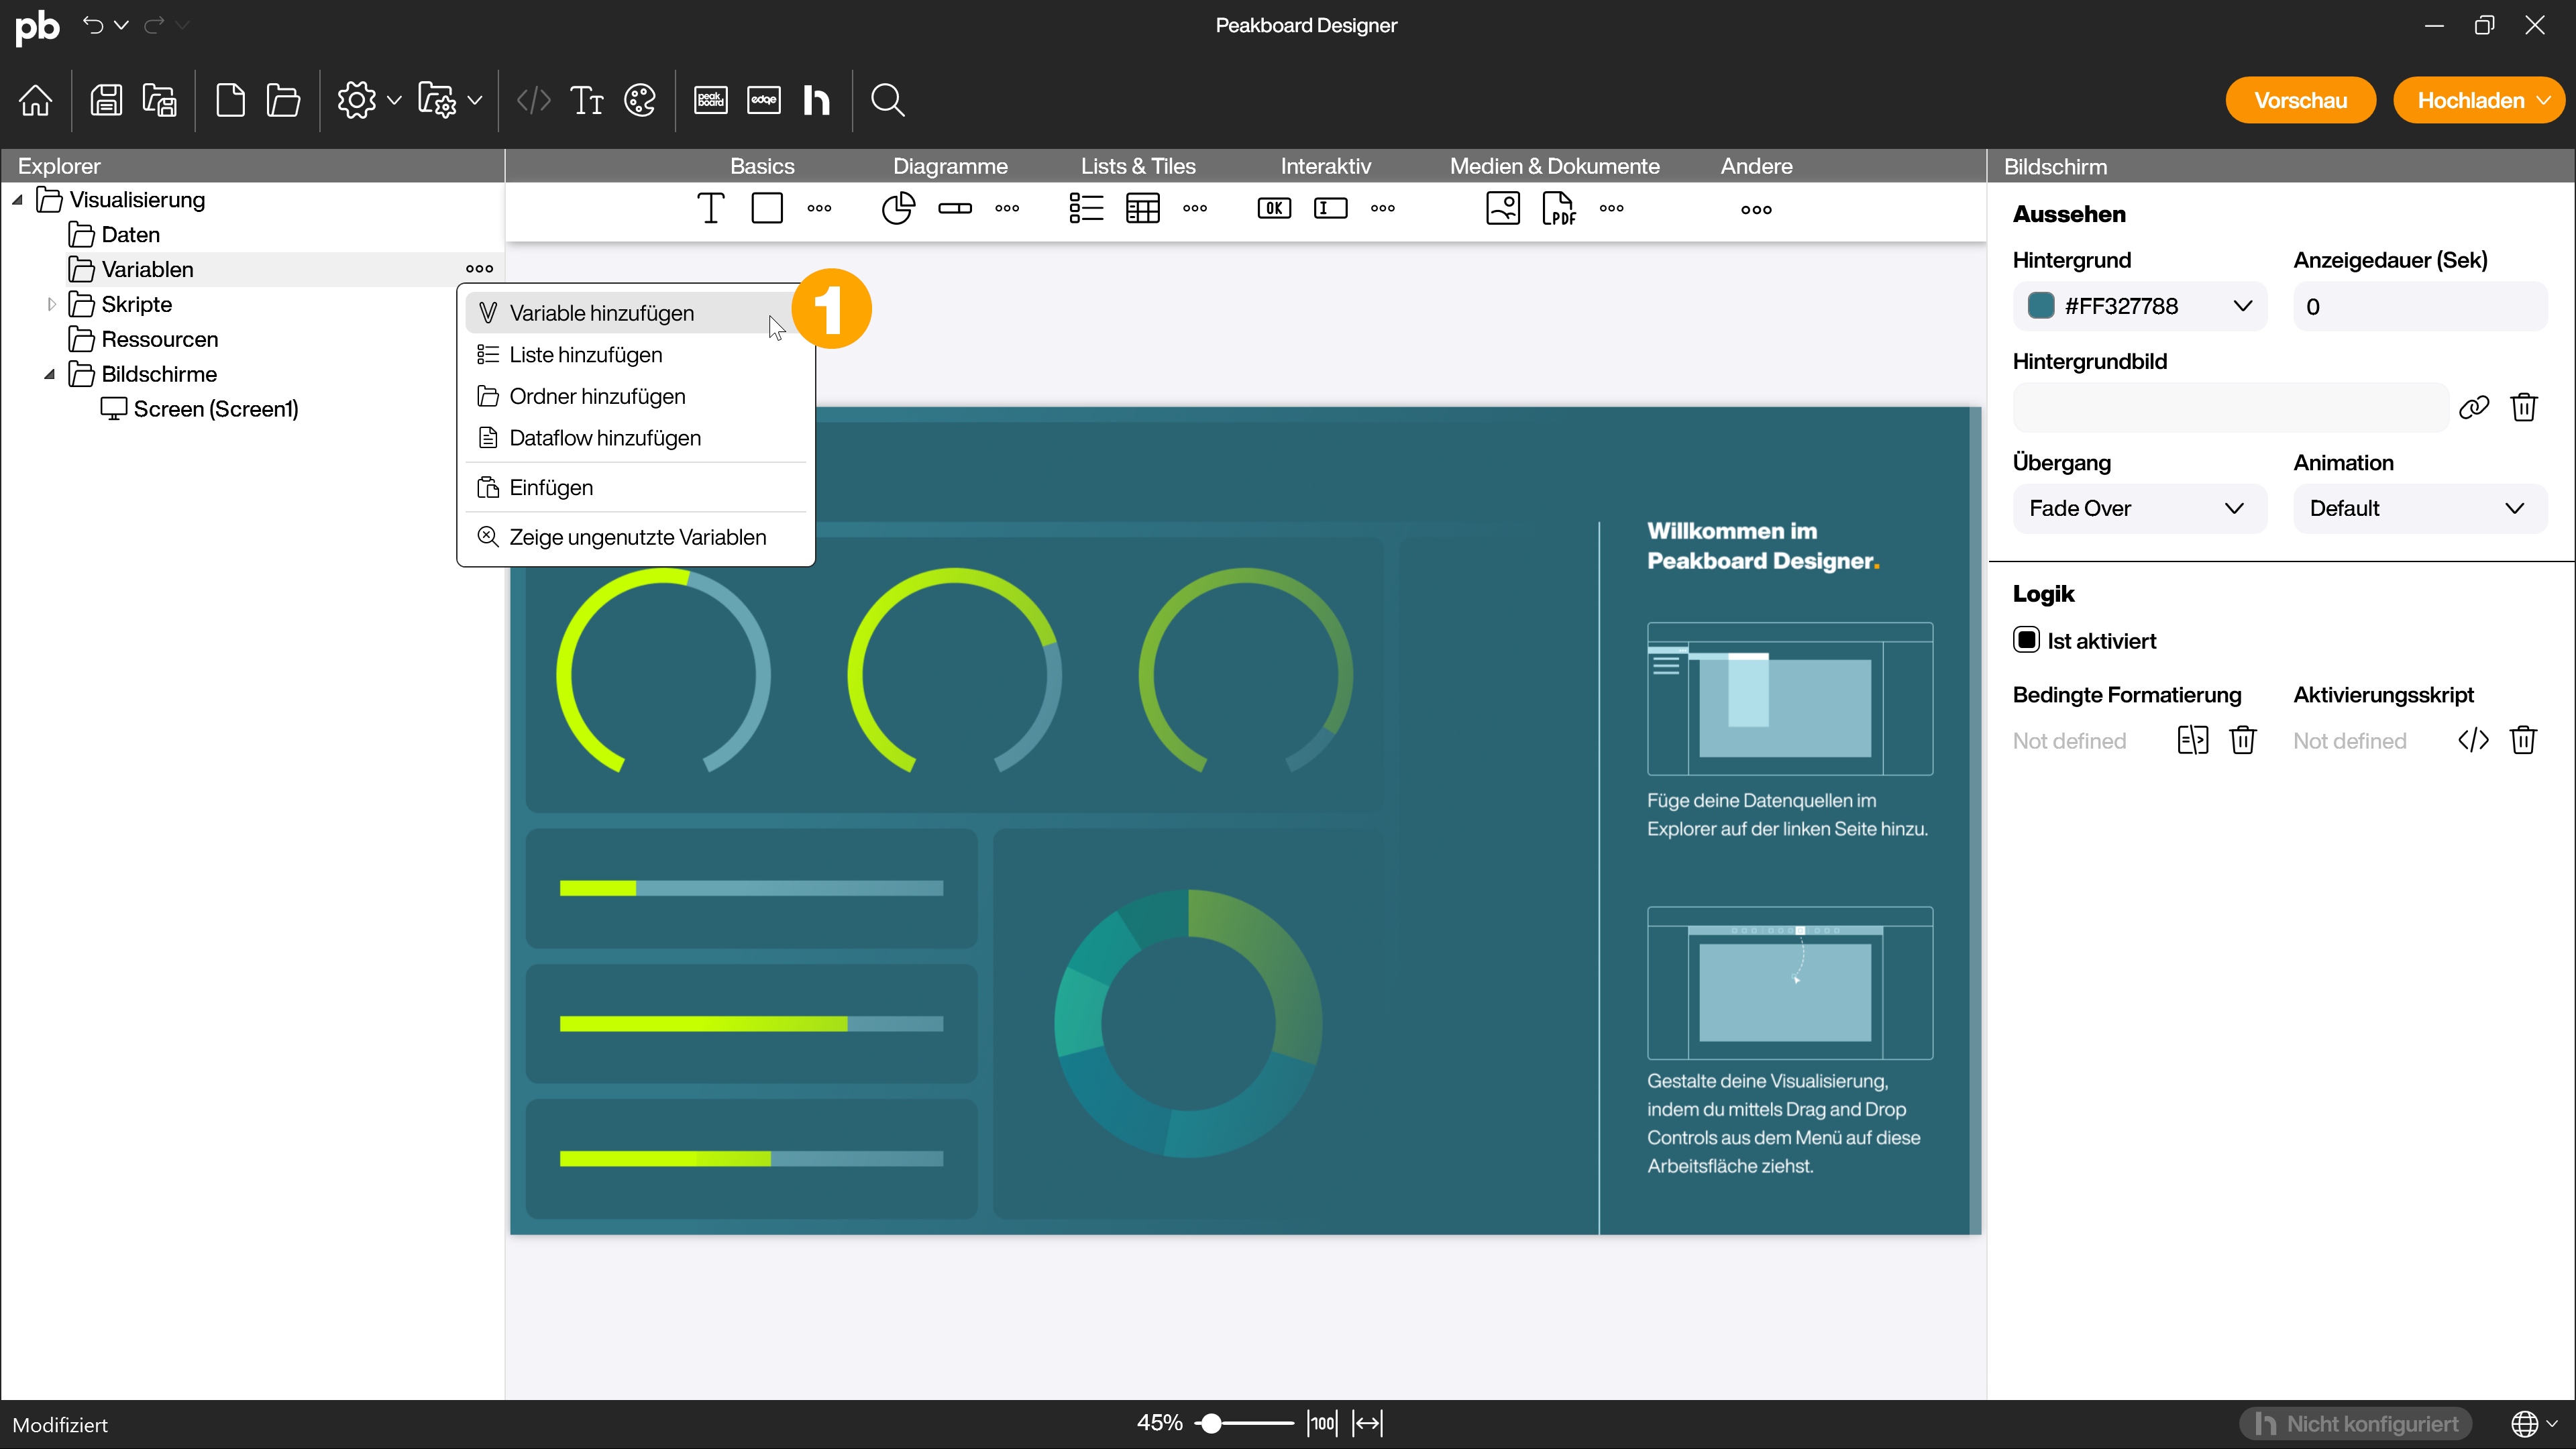 pb
Peakboard Designer
peak
board
edge
Vorschau
Hochladen
Explorer
Basics
Diagramme
Lists & Tiles
Interaktiv
Medien & Dokumente
Andere
Bildschirm
Visualisierung
Daten
Variablen
Skripte
Ressourcen
Bildschirme
Screen (Screen1)
OK
PDF
Variable hinzufügen
1
Liste hinzufügen
Ordner hinzufügen
Dataflow hinzufügen
Einfügen
Zeige ungenutzte Variablen
Willkommen im
Peakboard Designer.
Füge deine Datenquellen im
Explorer auf der linken Seite hinzu.
Gestalte deine Visualisierung,
indem du mittels Drag and Drop
Controls aus dem Menü auf diese
Arbeitsfläche ziehst.
Aussehen
Hintergrund
Anzeigedauer (Sek)
#FF327788
0
Hintergrundbild
Übergang
Animation
Fade Over
Default
Logik
Ist aktiviert
Bedingte Formatierung
Aktivierungsskript
Not defined
Not defined
Modifiziert
45%
100
Nicht konfiguriert